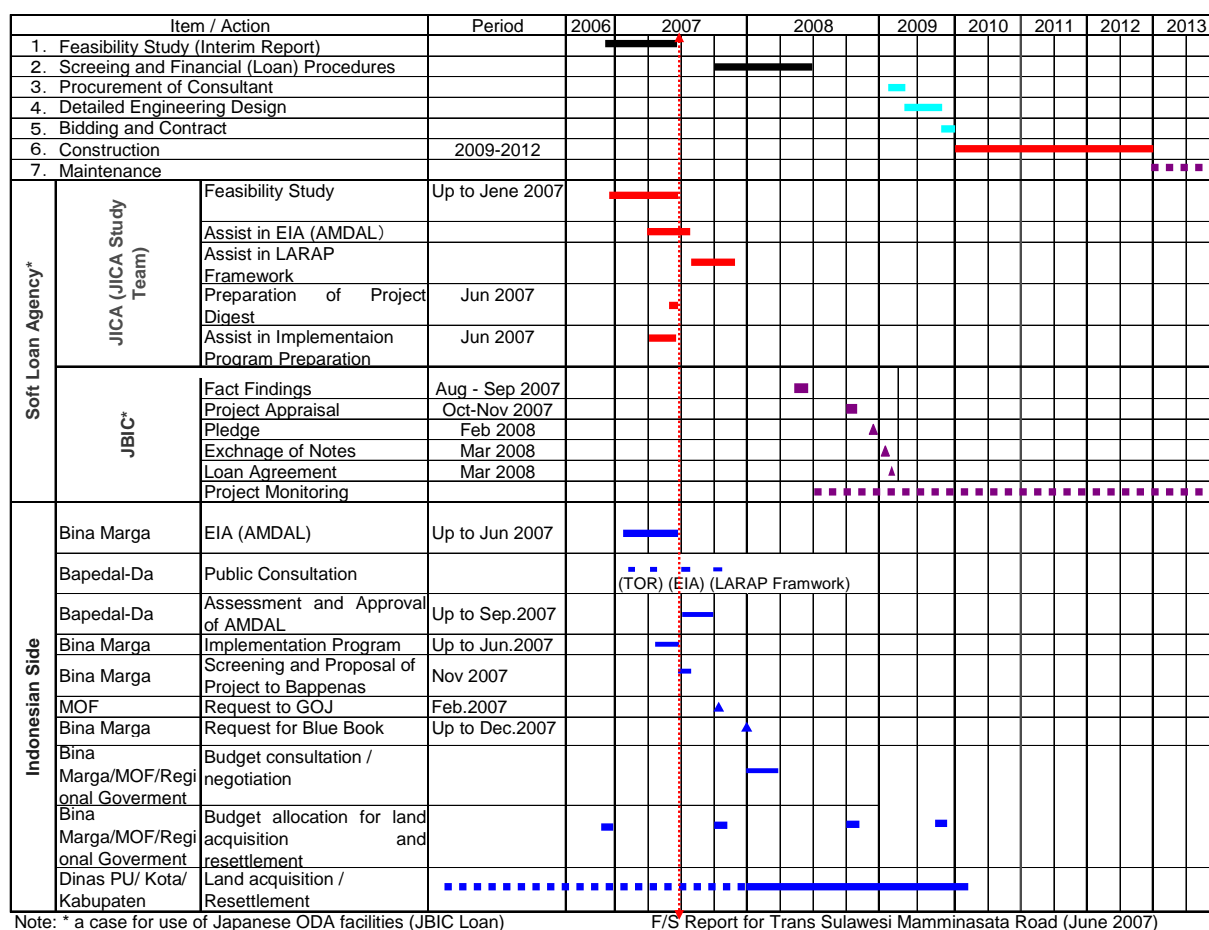 Item / Action Period 2006 2007 2008 2009 2010 2011 2012 2013
1. Feasibility Study (Interim Report)
2. Screeing and Financial (Loan) Procedures
3. Procurement of Consultant
4. Detailed Engineering Design
5. Bidding and Contract
6. Construction 2009-2012
7. Maintenance
Soft Loan Agency*
JICA (JICA Study
Team)
Feasibility Study Up to Jene 2007
Assist in EIA (AMDAL)
Assist in LARAP
Framework
Preparation of Project Jun 2007
Digest
Assist in Implementaion Jun 2007
Program Preparation
JBIC*
Fact Findings Aug - Sep 2007
Project Appraisal Oct-Nov 2007
Pledge Feb 2008
Exchnage of Notes Mar 2008
Loan Agreement Mar 2008
Project Monitoring
Indonesian Side
Bina Marga EIA (AMDAL) Up to Jun 2007
Bapedal-Da Public Consultation
(TOR) (EIA) (LARAP Framwork)
Bapedal-Da Assessment and Approval Up to Sep.2007
of AMDAL
Bina Marga Implementation Program Up to Jun.2007
Bina Marga Screening and Proposal of Nov 2007
Project to Bappenas
MOF Request to GOJ Feb.2007
Bina Marga Request for Blue Book Up to Dec.2007
Bina Budget consultation /
Marga/MOF/Regi negotiation
onal Goverment
Bina Budget allocation for land
Marga/MOF/Regi acquisition and
onal Goverment resettlement
Dinas PU/ Kota/ Land acquisition /
Kabupaten Resettlement
Note: * a case for use of Japanese ODA facilities (JBIC Loan) F/S Report for Trans Sulawesi Mamminasata Road (June 2007)